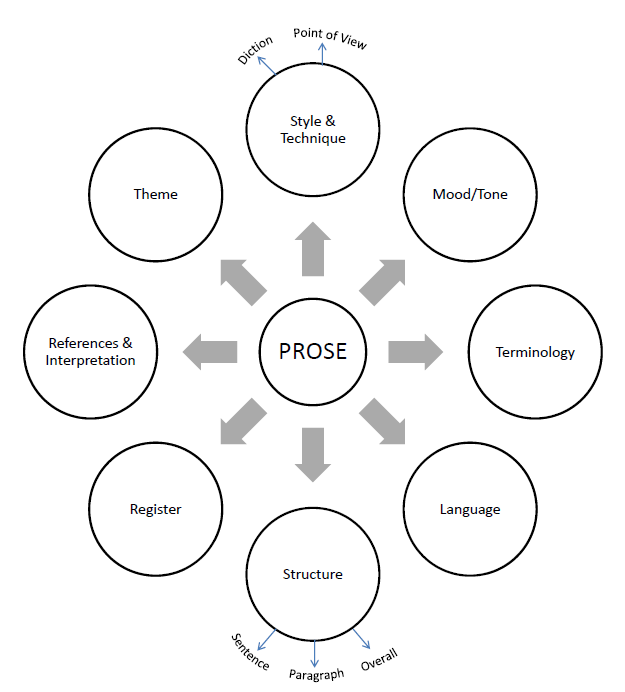 Diction
Point of View
Style &
Technique
Theme
Mood/Tone
References &
Interpretation
PROSE
Terminology
Register
Language
Structure
Sentence
Paragraph
Overall